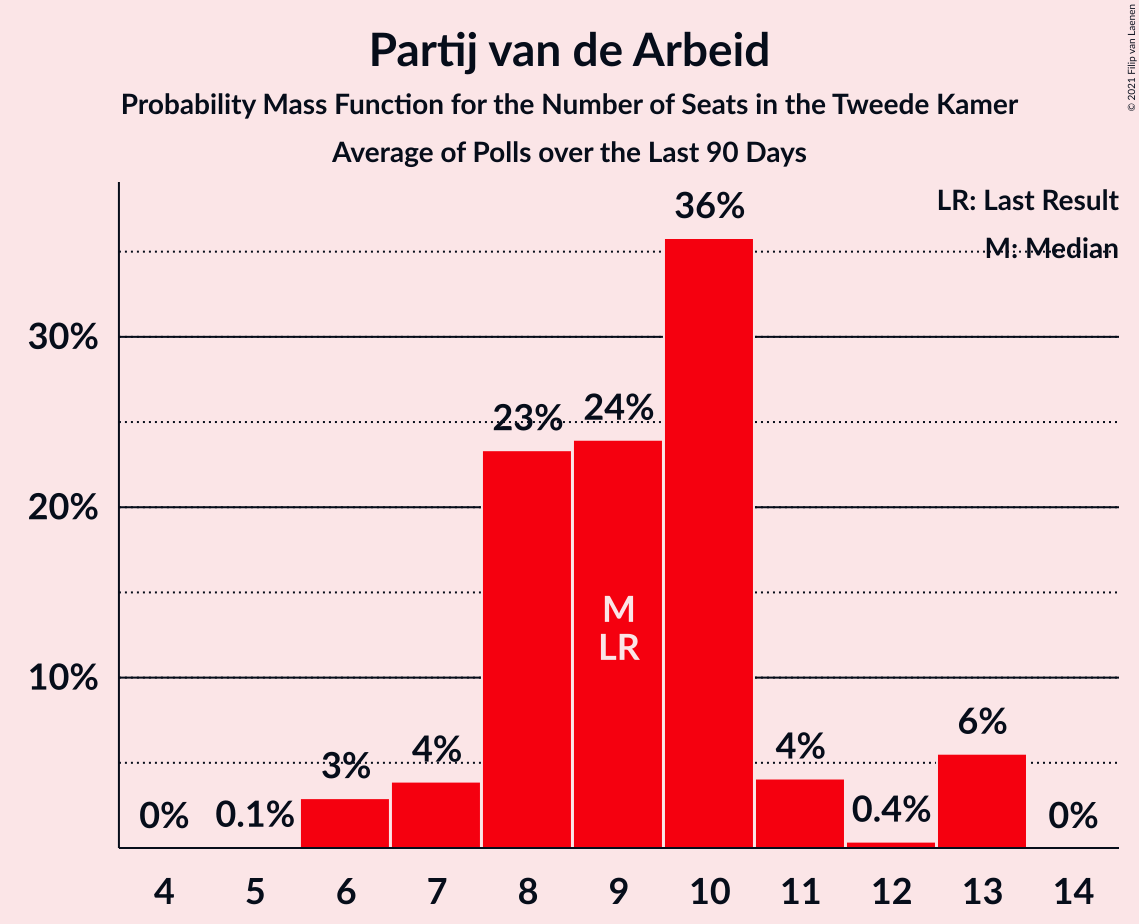 Partij van de Arbeid
Probability Mass Function for the Number of Seats in the Tweede Kamer
Average of Polls over the Last 90 Days
© 2021 Filip van Laenen
LR: Last Result
M: Median
36%
30%
23%
24%
20%
M
LR
10%
0%
0.1%
3%
4%
4%
0.4%
6%
0%
4 5 6 7 8 9 10 11 12 13 14